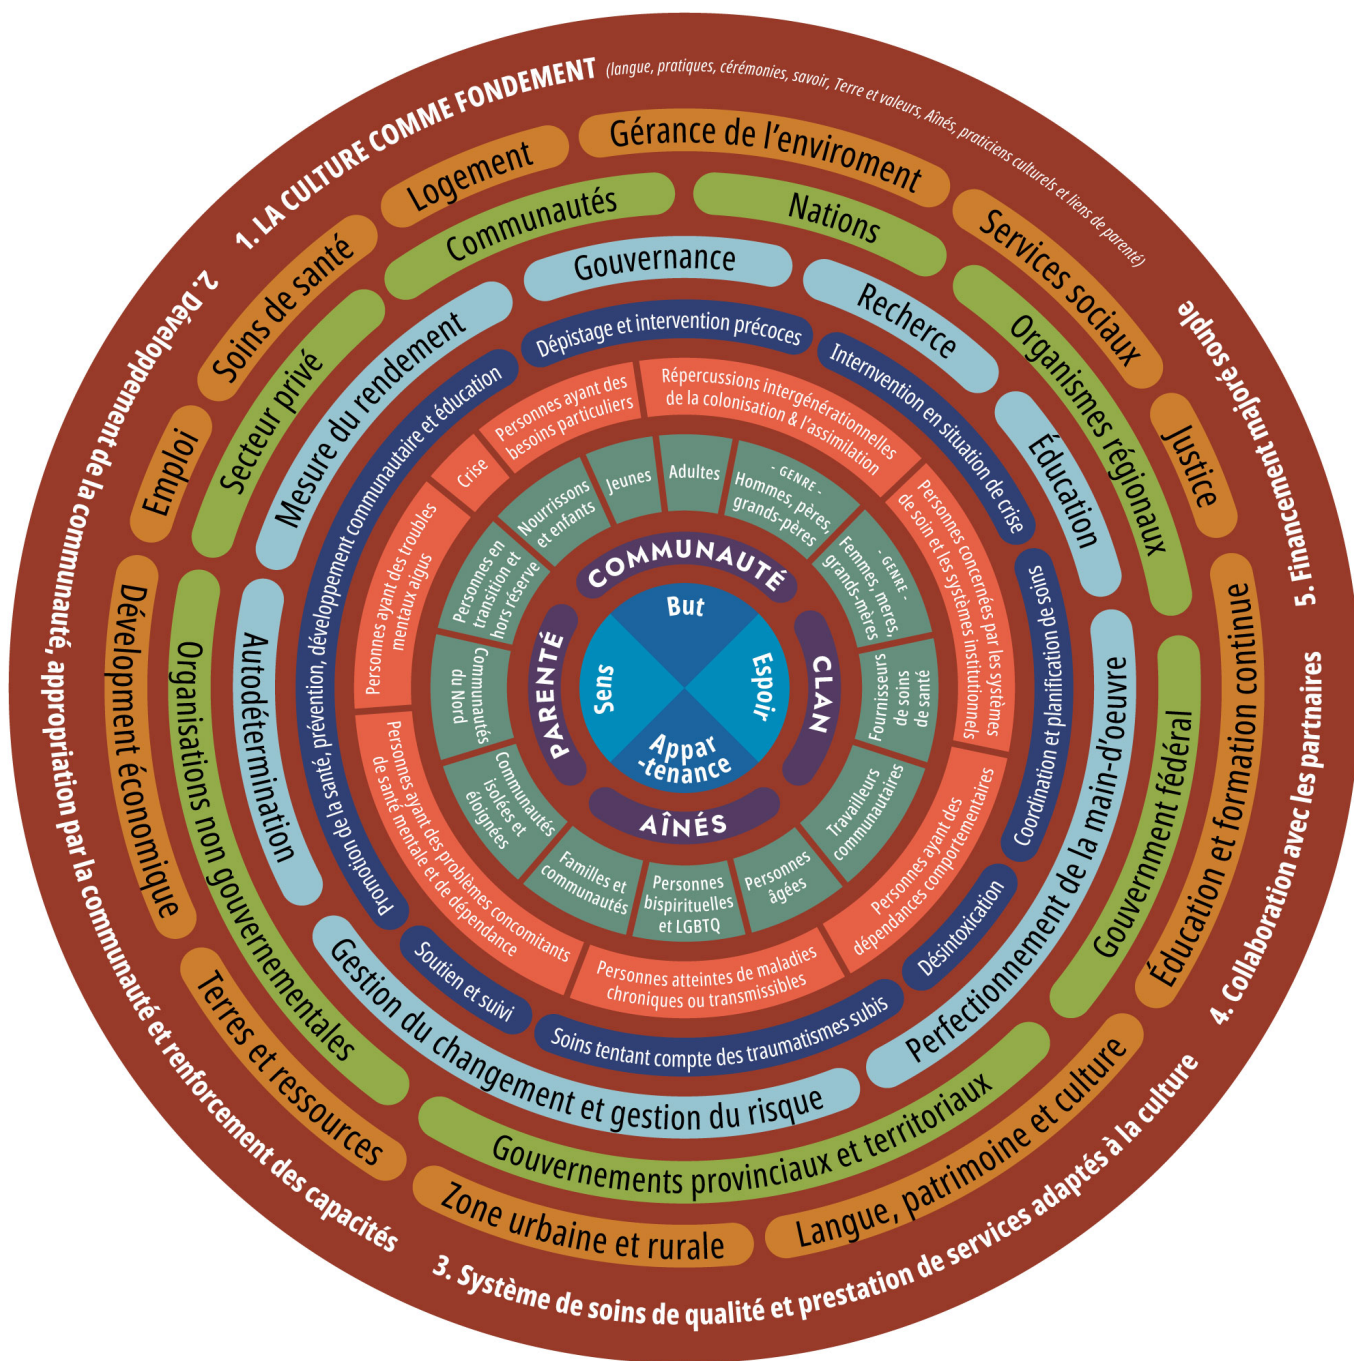 1. LA CULTURE COMME FONDEMENT (langue, pratiques, cérémonies, savoir, Terre et valeurs, Aînés, praticiens culturels et liens de parenté)
2. Développement de la communauté, appropriation par la communauté et renforcement des capacités
3. Système de soins de qualité et prestation de services adaptés à la culture
4. Collaboration avec les partnaires
5. Financement majoré souple
Gérance de l'enviroment
Services sociaux
Justice
Éducation et formation continue
Langue, patrimoine et culture
Zone urbaine et rurale
Terres et ressources
Dévelopment économique
Emploi
Soins de santé
Logement
Communautés
Nations
Organismes régionaux
Gouvernment fédéral
Gouvernements provinciaux et territoriaux
Organisations non gouvernementales
Secteur privé
Gouvernance
Recherce
Éducation
Perfectionnement de la main-d'oeuvre
Gestion du changement et gestion du risque
Autodétermination
Mesure du rendement
Dépistage et intervention précoces
Internvention en situation de crise
Coordination et planification de soins
Désintoxication
Soins tentant compte des traumatismes subis
Soutien et suivi
Promotion de la santé, prévention, développement communautaire et éducation
Répercussions intergénérationnelles
de la colonisation & l'assimilation
Personnes concernées par les systèmes
de soin et les systèmes institutionnels
Personnes ayant des
dépendances comportementaires
Personnes atteintes de maladies
chroniques ou transmissibles
Personnes ayant des problèmes concomitants
de santé mentale et de dépendance
Personnes ayant des troubles
mentaux aigus
Crise
Personnes ayant des
besoins particuliers
Nourrissons
et enfants
Jeunes
Adultes
- GENRE -
Hommes, pères,
grands-pères
- GENRE -
Femmes, meres,
grands-mères
Fournisseurs
de soins
de santé
Travailleurs
communautaires
Personnes
âgées
Personnes
bispirituelles
et LGBTQ
Familles et
communautés
Communautés
isolées et
éloignées
Communautés
du Nord
Personnes en
transition et
hors réserve
COMMUNAUTÉ
CLAN
AÎNÉS
PARENTÉ
But
Espoir
Appar
-tenance
Sens